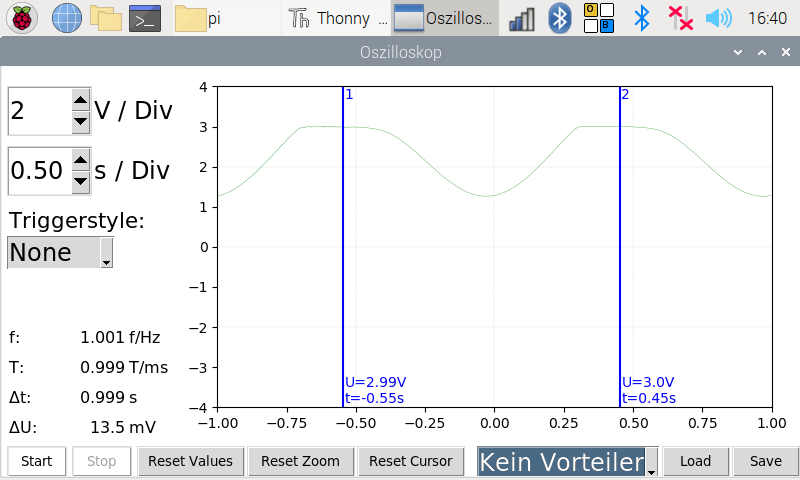 pi
Thonny ...
Oszillos...
O
B
16:40
Oszilloskop
2 V / Div
0.50 s / Div
Triggerstyle:
None
f: 1.001 f/Hz
T: 0.999 T/ms
Δt: 0.999 s
ΔU: 13.5 mV
4
3
2
1
0
−1
−2
−3
−4
1
2
U=2.99V
t=-0.55s
U=3.0V
t=0.45s
−1.00 −0.75 −0.50 −0.25 0.00 0.25 0.50 0.75 1.00
Start Stop Reset Values Reset Zoom Reset Cursor Kein Vorteiler Load Save